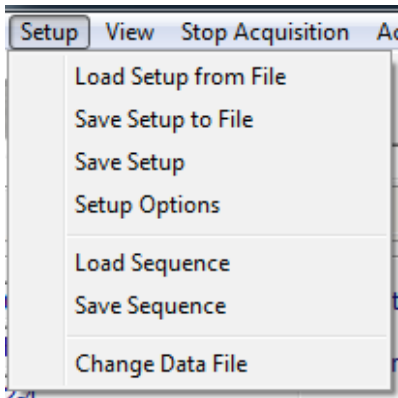 Setup View Stop Acquisition
Load Setup from File
Save Setup to File
Save Setup
Setup Options
Load Sequence
Save Sequence
Change Data File